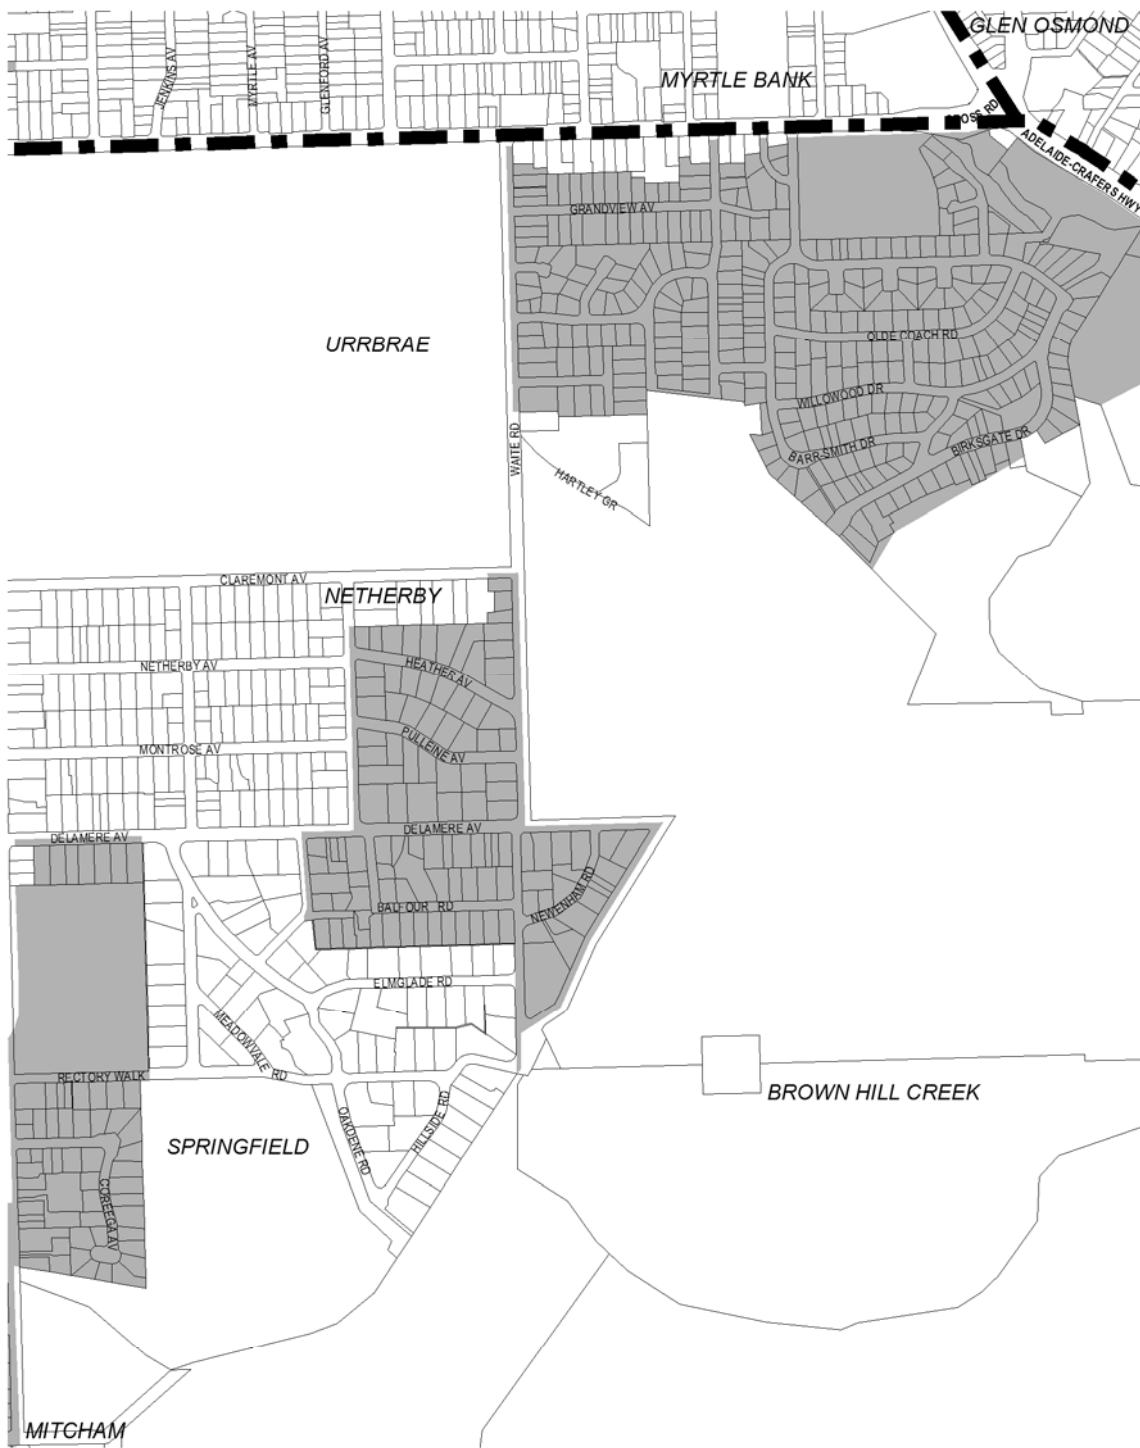 GLEN OSMOND
MYRTLE BANK
JENKINS AV
MYRTLE AV
GLENFORD AV
CROSS RD
ADELAIDE-CRAFERS HWY
GRANDVIEW AV
URRBRAE
OLDE COACH RD
WILLOWOOD DR
BARR-SMITH DR
BIRKSGATE DR
WAITE RD
HARTLEY GR
CLAREMONT AV
NETHERBY
NETHERBY AV
HEATHER AV
MONTROSE AV
PULLEINE AV
DELAMERE AV
DELAMERE AV
BALFOUR RD
NEWENHAM RD
ELMGLADE RD
MEADOWVALE RD
RECTORY WALK
BROWN HILL CREEK
OAKDENE RD
HILLSIDE RD
SPRINGFIELD
COREEGA AV
MITCHAM